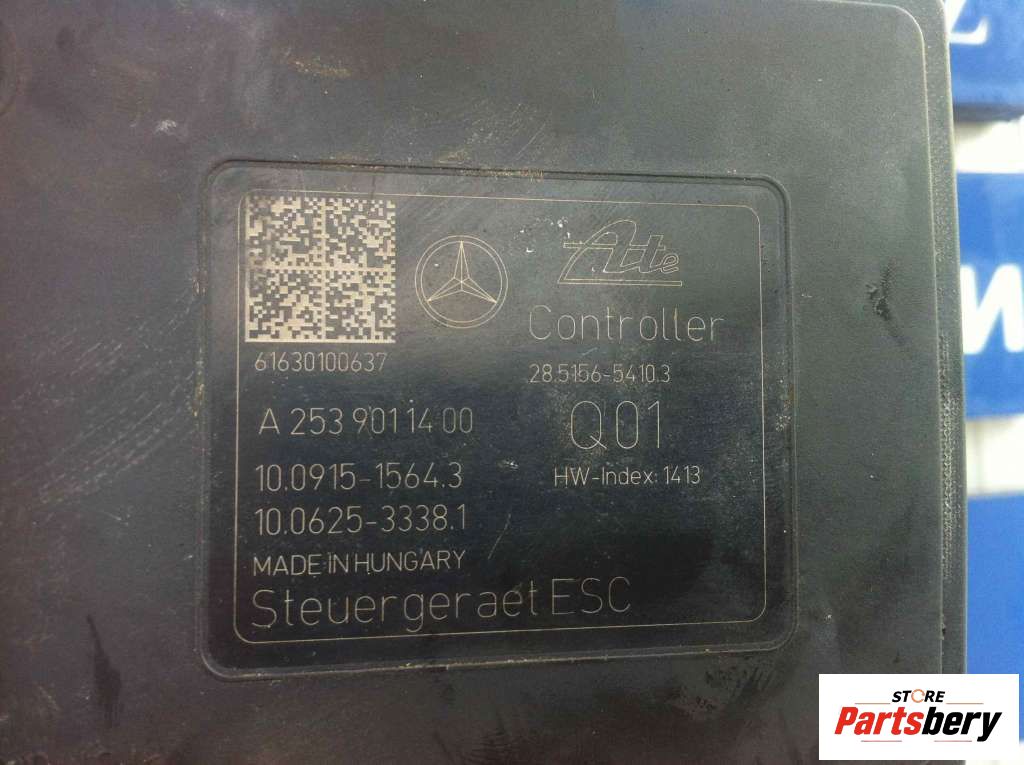 Ate
Controller
61630100637
28.5156-5410.3
A 253 901 14 00
Q01
10.0915-1564.3
HW-Index: 1413
10.0625-3338.1
MADE IN HUNGARY
Steuergeraet ESC
STORE
Partsbery